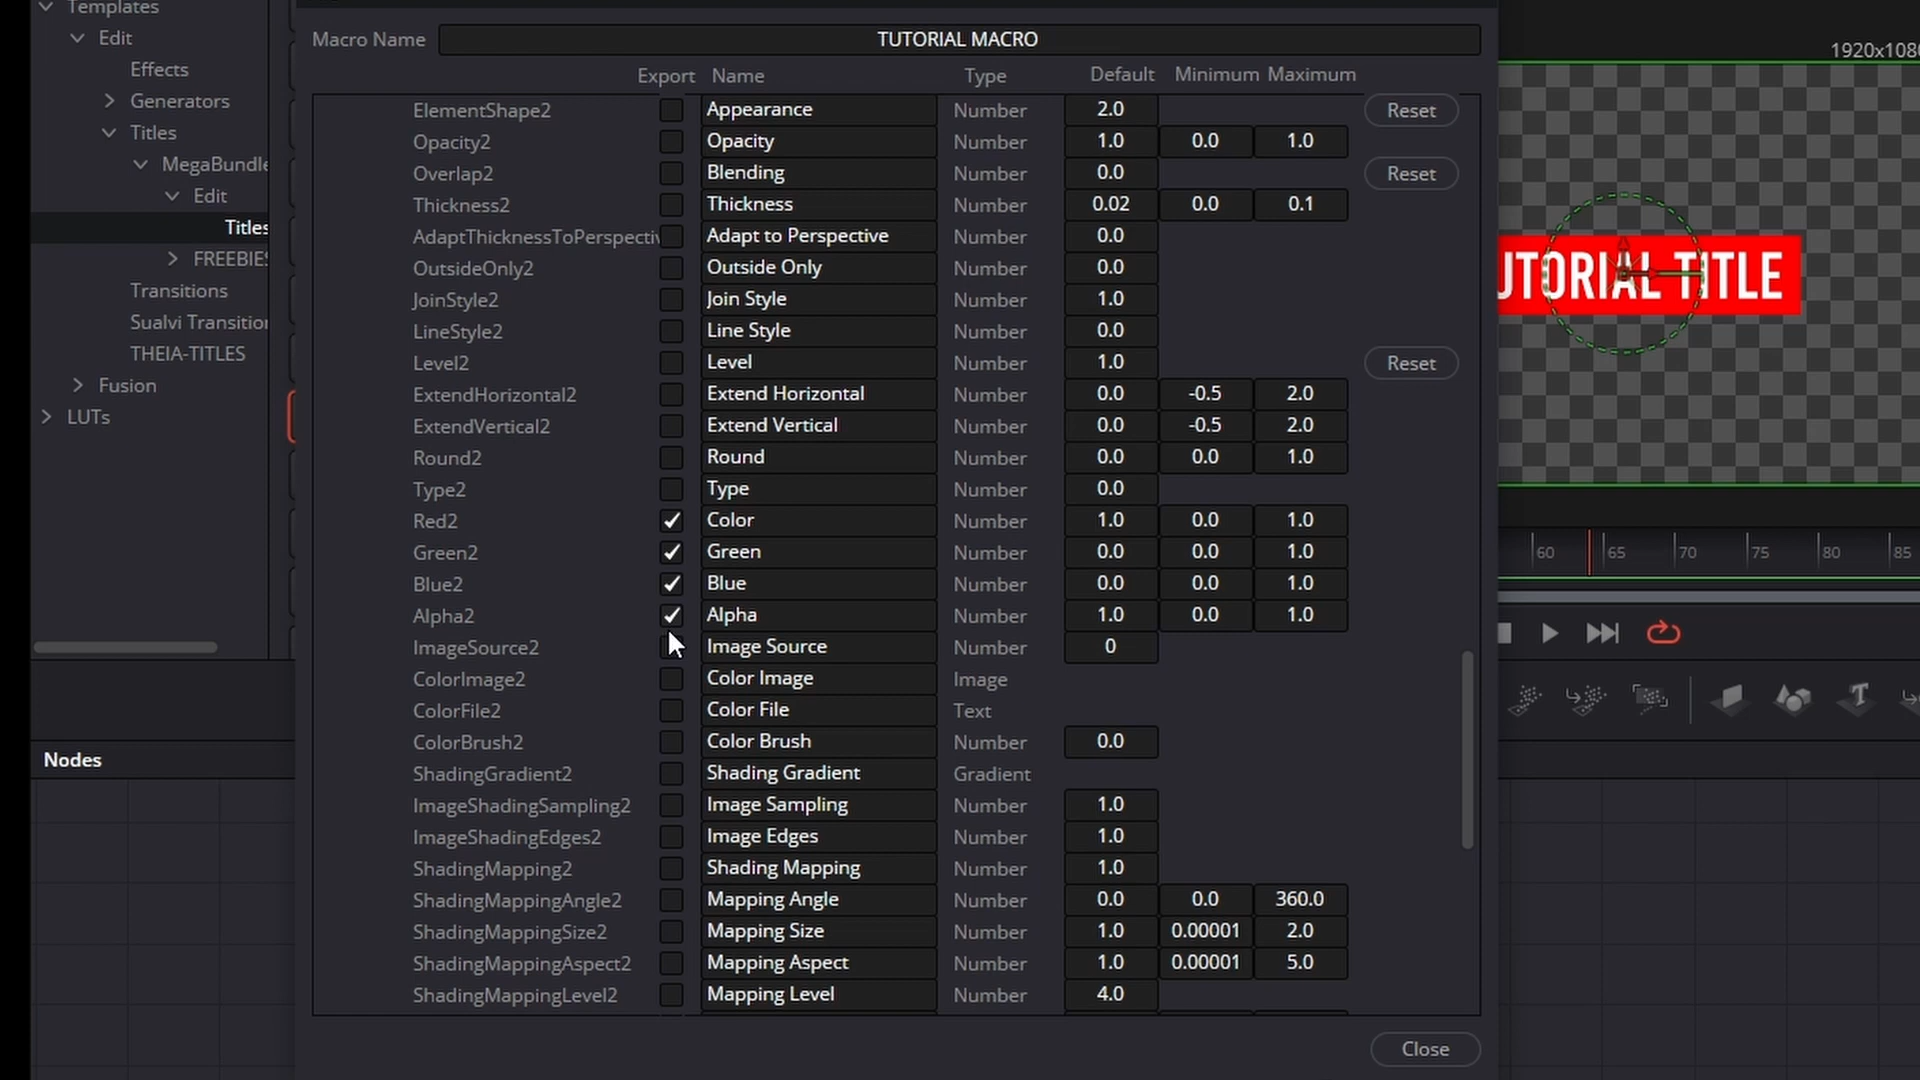 Templates
Edit
Effects
Generators
Titles
MegaBundle
Edit
Titles
FREEBIES
Transitions
Sualvi Transition
THEIA-TITLES
Fusion
LUTs
Nodes
Macro Name TUTORIAL MACRO
Export Name Type Default Minimum Maximum
ElementShape2 Appearance Number 2.0 Reset
Opacity2 Opacity Number 1.0 0.0 1.0
Overlap2 Blending Number 0.0 Reset
Thickness2 Thickness Number 0.02 0.0 0.1
AdaptThicknessToPerspectiv Adapt to Perspective Number 0.0
OutsideOnly2 Outside Only Number 0.0
JoinStyle2 Join Style Number 1.0
LineStyle2 Line Style Number 0.0
Level2 Level Number 1.0 Reset
ExtendHorizontal2 Extend Horizontal Number 0.0 -0.5 2.0
ExtendVertical2 Extend Vertical Number 0.0 -0.5 2.0
Round2 Round Number 0.0 0.0 1.0
Type2 Type Number 0.0
Red2 Color Number 1.0 0.0 1.0
Green2 Green Number 0.0 0.0 1.0
Blue2 Blue Number 0.0 0.0 1.0
Alpha2 Alpha Number 1.0 0.0 1.0
ImageSource2 Image Source Number 0
ColorImage2 Color Image Image
ColorFile2 Color File Text
ColorBrush2 Color Brush Number 0.0
ShadingGradient2 Shading Gradient Gradient
ImageShadingSampling2 Image Sampling Number 1.0
ImageShadingEdges2 Image Edges Number 1.0
ShadingMapping2 Shading Mapping Number 1.0
ShadingMappingAngle2 Mapping Angle Number 0.0 0.0 360.0
ShadingMappingSize2 Mapping Size Number 1.0 0.00001 2.0
ShadingMappingAspect2 Mapping Aspect Number 1.0 0.00001 5.0
ShadingMappingLevel2 Mapping Level Number 4.0
Close
1920x1080
UTORIAL TITLE
60 65 70 75 80 85